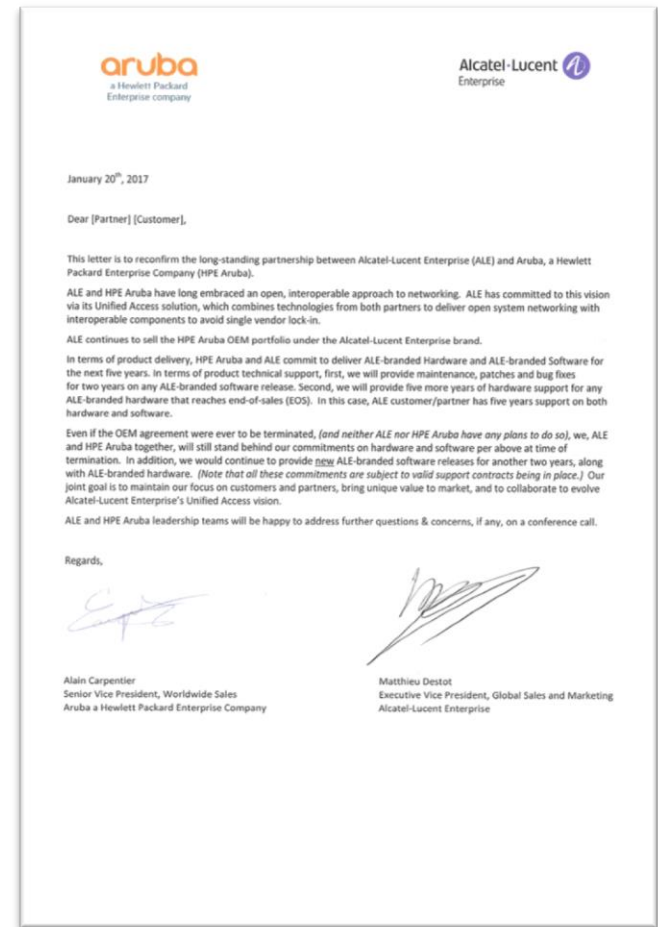 aruba
a Hewlett Packard
Enterprise company
Alcatel·Lucent
Enterprise
January 20th, 2017
Dear [Partner] [Customer],
This letter is to reconfirm the long-standing partnership between Alcatel-Lucent Enterprise (ALE) and Aruba, a Hewlett
Packard Enterprise Company (HPE Aruba).
ALE and HPE Aruba have long embraced an open, interoperable approach to networking.  ALE has committed to this vision
via its Unified Access solution, which combines technologies from both partners to deliver open system networking with
interoperable components to avoid single vendor lock-in.
ALE continues to sell the HPE Aruba OEM portfolio under the Alcatel-Lucent Enterprise brand.
In terms of product delivery, HPE Aruba and ALE commit to deliver ALE-branded Hardware and ALE-branded Software for
the next five years. In terms of product technical support, first, we will provide maintenance, patches and bug fixes
for two years on any ALE-branded software release. Second, we will provide five more years of hardware support for any
ALE-branded hardware that reaches end-of-sales (EOS).  In this case, ALE customer/partner has five years support on both
hardware and software.
Even if the OEM agreement were ever to be terminated, (and neither ALE nor HPE Aruba have any plans to do so), we, ALE
and HPE Aruba together, will still stand behind our commitments on hardware and software per above at time of
termination.  In addition, we would continue to provide new ALE-branded software releases for another two years, along
with ALE-branded hardware.  (Note that all these commitments are subject to valid support contracts being in place.)  Our
joint goal is to maintain our focus on customers and partners, bring unique value to market, and to collaborate to evolve
Alcatel-Lucent Enterprise's Unified Access vision.
ALE and HPE Aruba leadership teams will be happy to address further questions & concerns, if any, on a conference call.
Regards,
Alain Carpentier
Senior Vice President, Worldwide Sales
Aruba a Hewlett Packard Enterprise Company
Matthieu Destot
Executive Vice President, Global Sales and Marketing
Alcatel-Lucent Enterprise